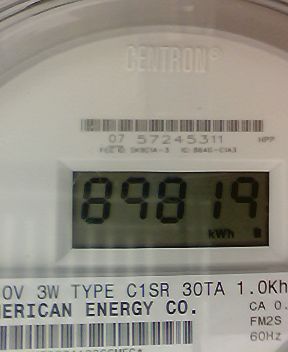 CENTRON®
07 57245311 HPP
89819
kWh
0V 3W TYPE C1SR 30TA 1.0Kh
ERICAN ENERGY CO.
CA 0.
FM2S
60Hz